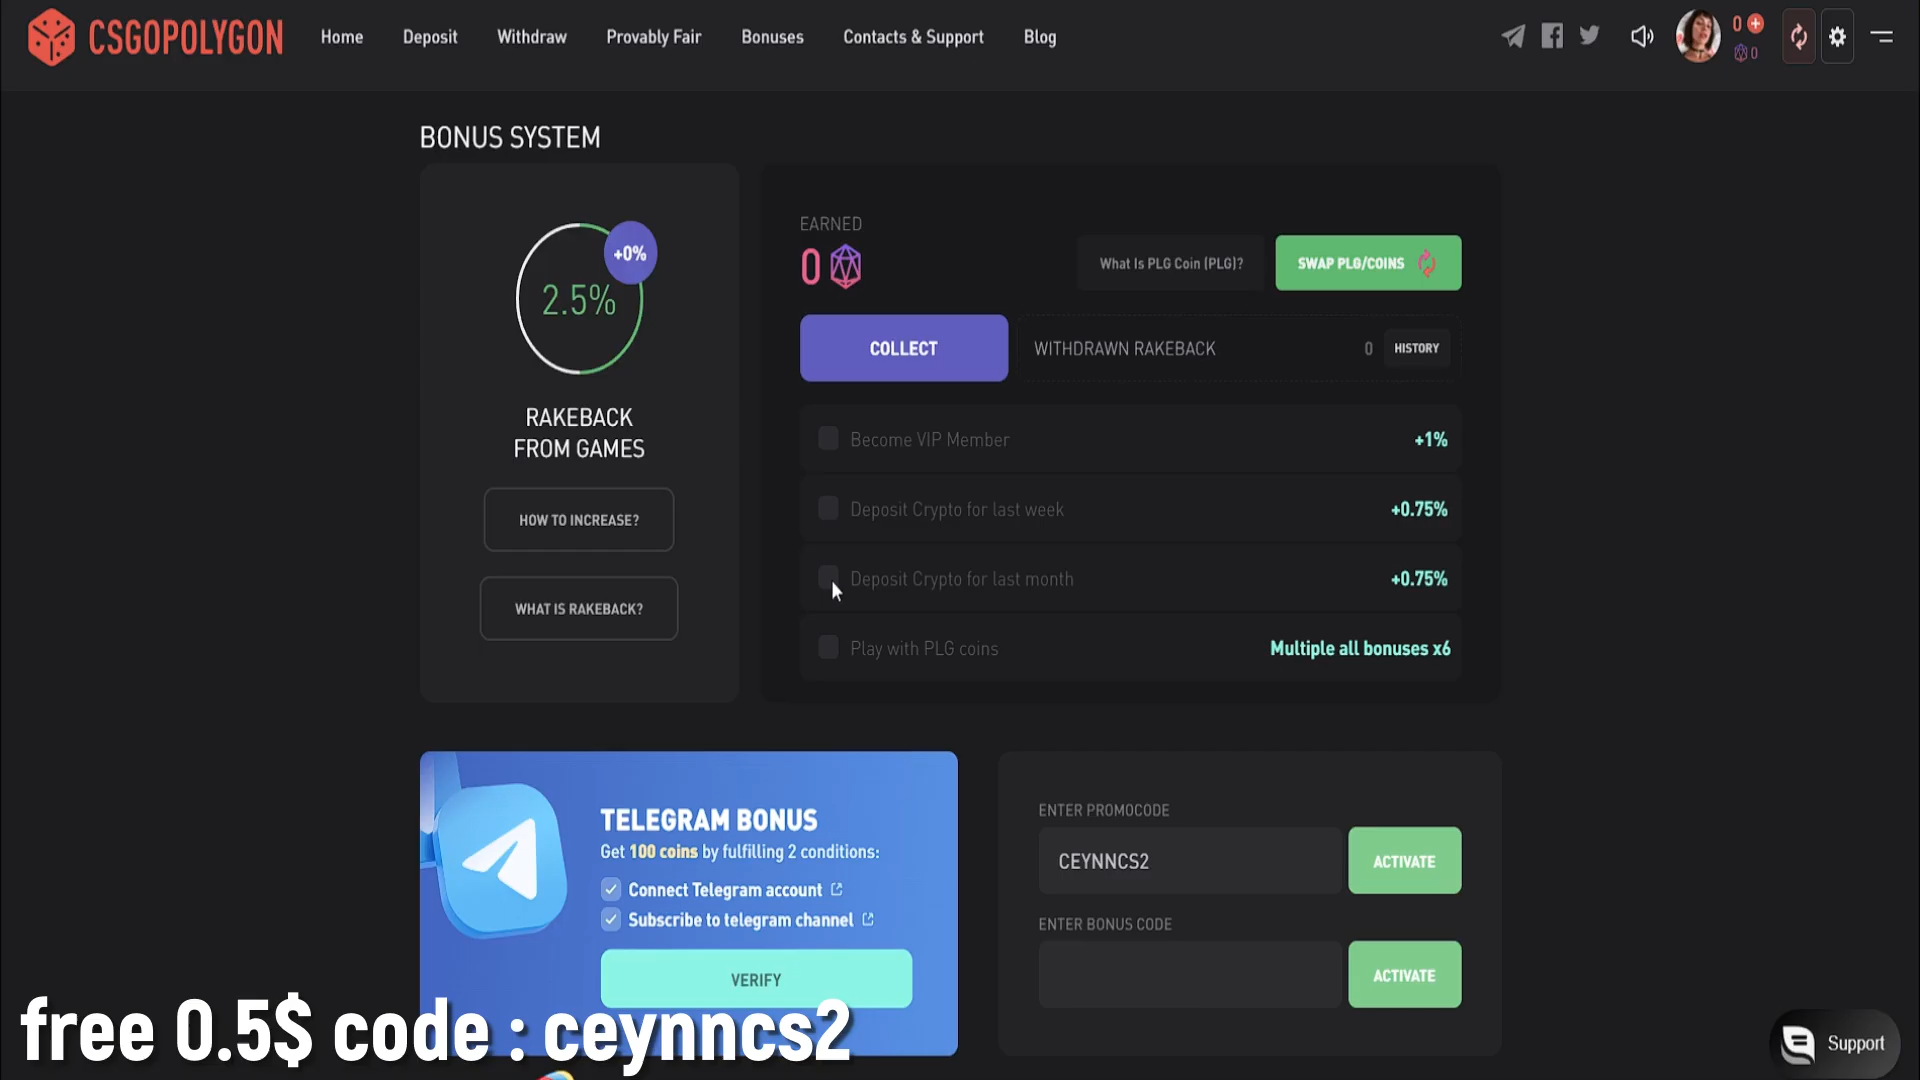 CSGOPOLYGON
Home Deposit Withdraw Provably Fair Bonuses Contacts & Support Blog
0
0
BONUS SYSTEM
+0%
2.5%
RAKEBACK
FROM GAMES
HOW TO INCREASE?
WHAT IS RAKEBACK?
EARNED
0
What Is PLG Coin (PLG)?
SWAP PLG/COINS
COLLECT
WITHDRAWN RAKEBACK 0 HISTORY
Become VIP Member +1%
Deposit Crypto for last week +0.75%
Deposit Crypto for last month +0.75%
Play with PLG coins Multiple all bonuses x6
TELEGRAM BONUS
Get 100 coins by fulfilling 2 conditions:
Connect Telegram account
Subscribe to telegram channel
VERIFY
ENTER PROMOCODE
CEYNNCS2 ACTIVATE
ENTER BONUS CODE
ACTIVATE
free 0.5$ code : ceynncs2
Support